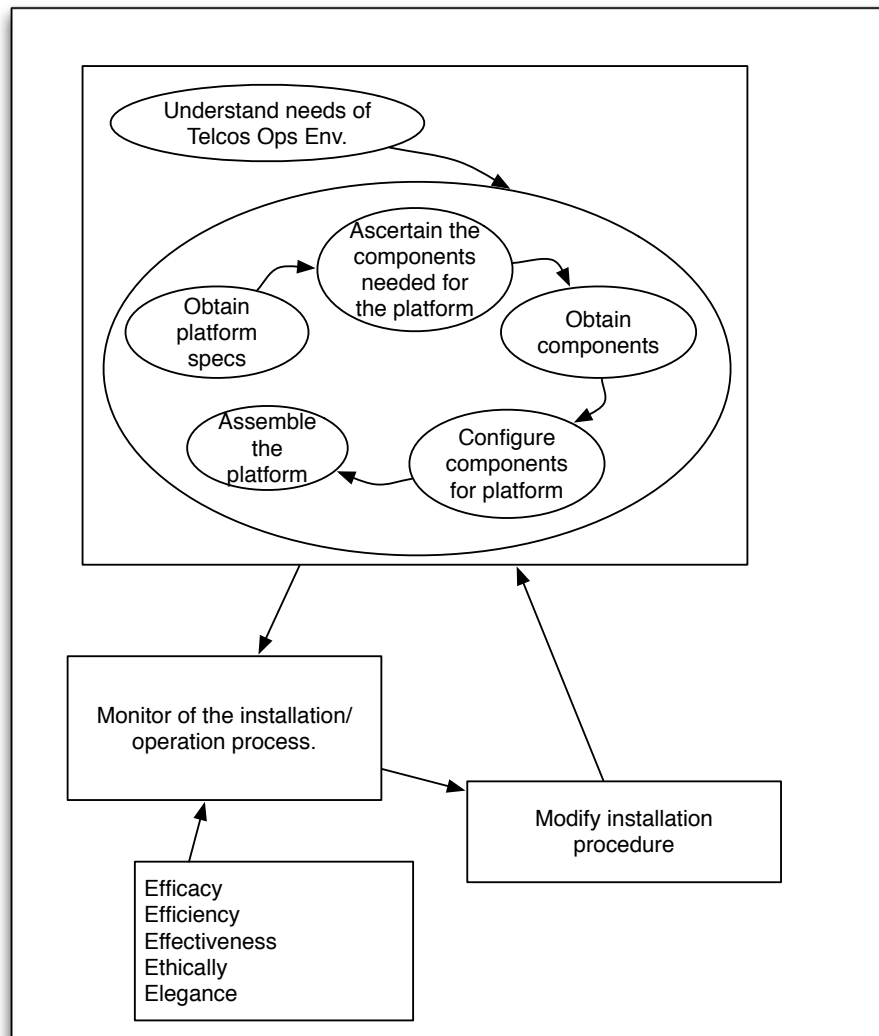 Understand needs of
Telcos Ops Env.
Ascertain the
components
needed for
the platform
Obtain
platform
specs
Obtain
components
Assemble
the
platform
Configure
components
for platform
Monitor of the installation/
operation process.
Modify installation
procedure
Efficacy
Efficiency
Effectiveness
Ethically
Elegance